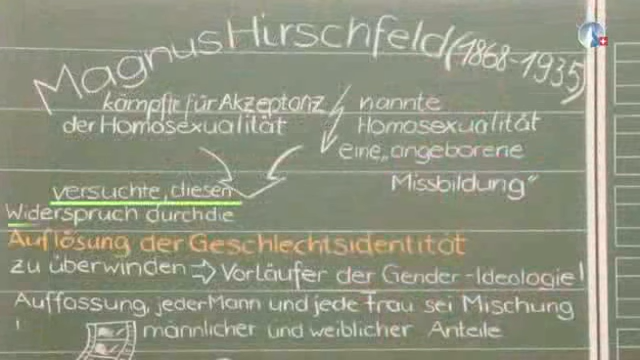 Magnus Hirschfeld (1868-1935)
kämpfte für Akzeptanz
der Homosexualität
nannte
Homosexualität
eine „angeborene
Missbildung"
versuchte, diesen
Widerspruch durch die
Auflösung der Geschlechtsidentität
zu überwinden ⇨ Vorläufer der Gender-Ideologie!
Auffassung, jeder Mann und jede Frau sei Mischung
! männlicher und weiblicher Anteile